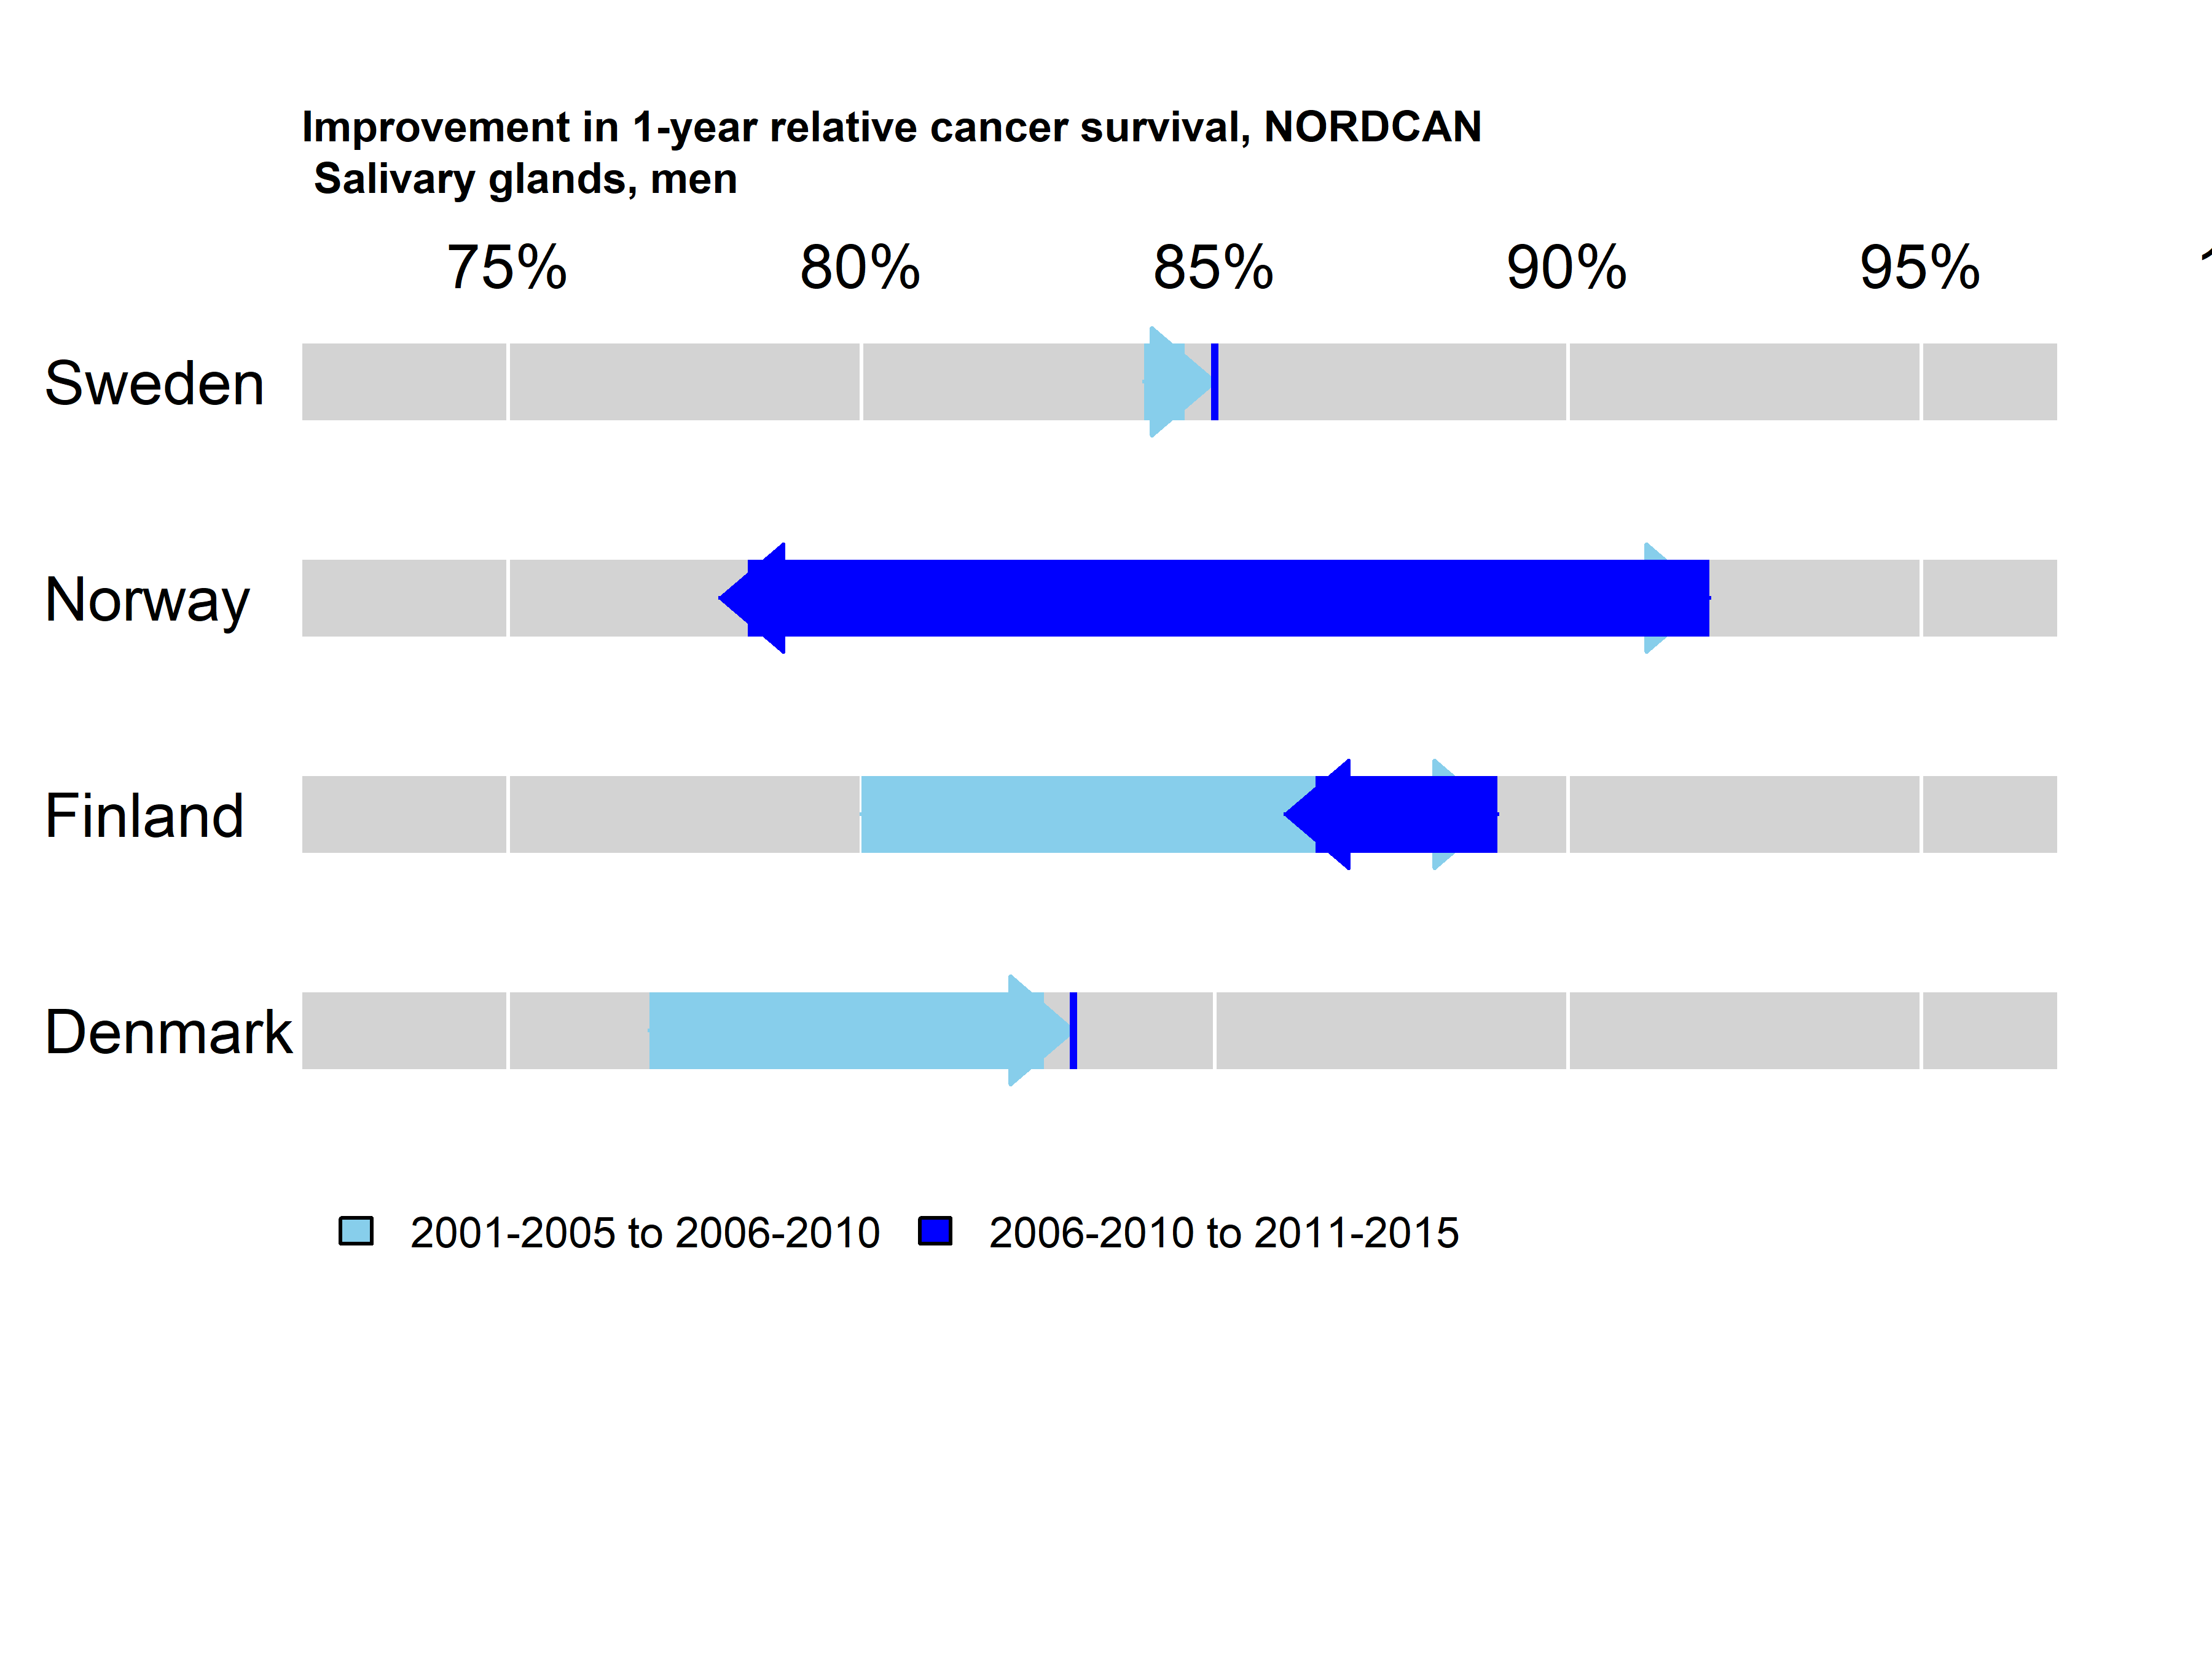 Improvement in 1-year relative cancer survival, NORDCAN
Salivary glands, men
75% 80% 85% 90% 95%
Sweden
Norway
Finland
Denmark
2001-2005 to 2006-2010 2006-2010 to 2011-2015